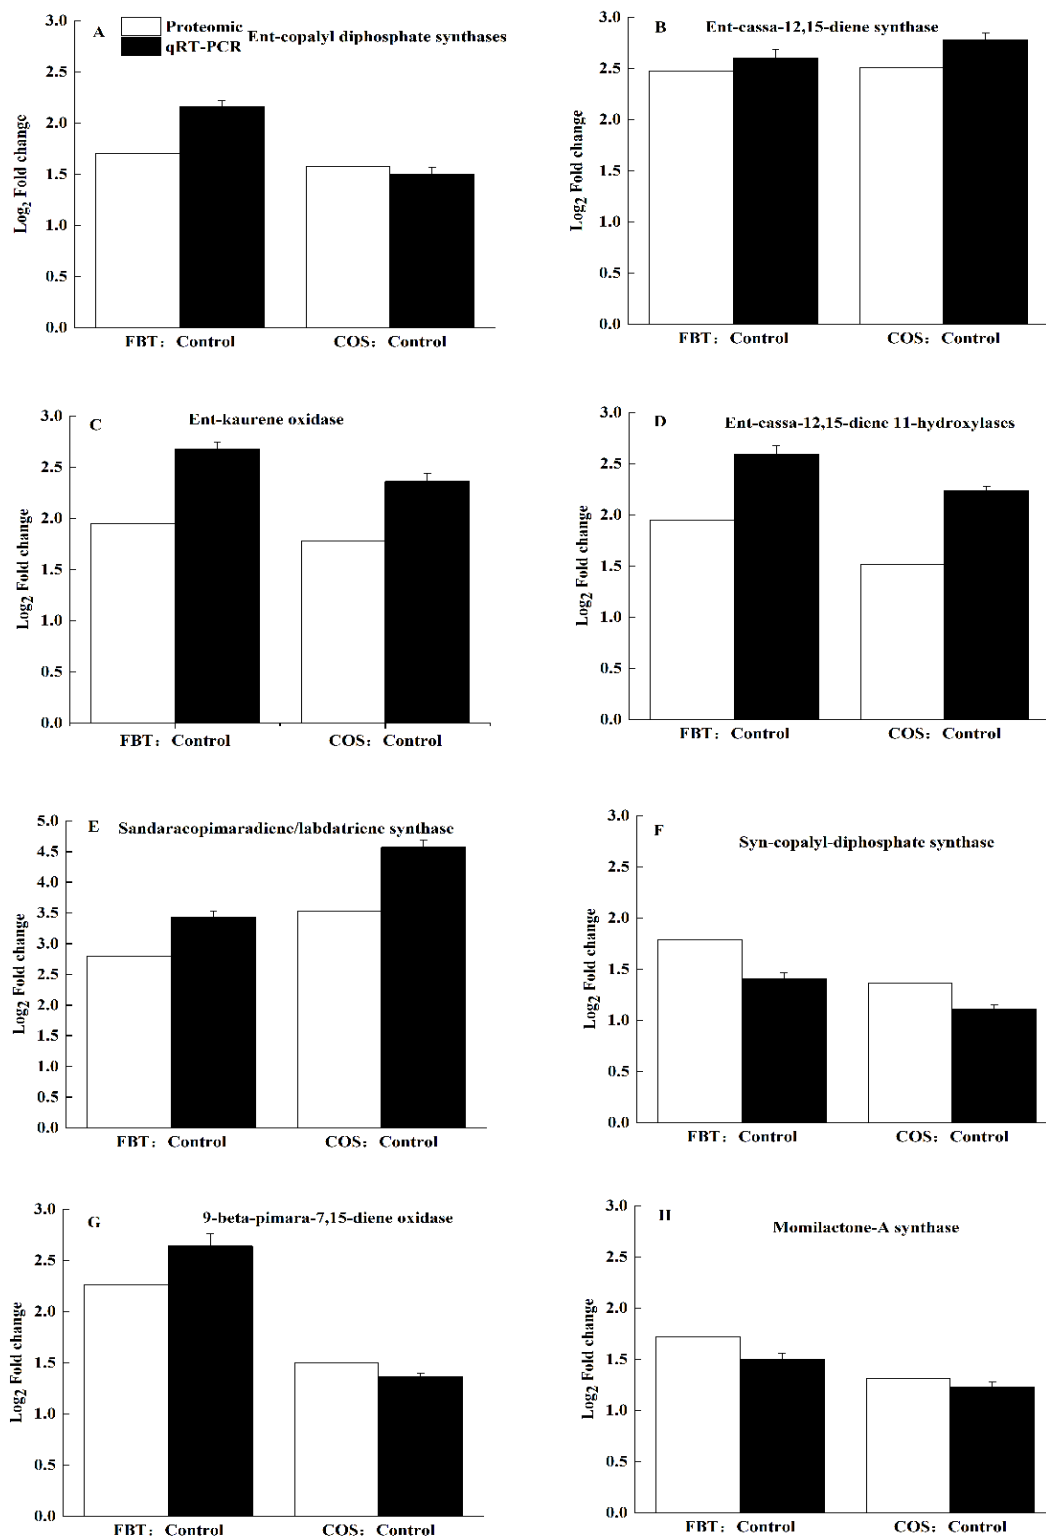 A
Proteomic
qRT-PCR
Ent-copalyl diphosphate synthases
3.0
2.5
2.0
1.5
1.0
0.5
0.0
Log2 Fold change
FBT: Control
COS: Control
B
Ent-cassa-12,15-diene synthase
3.0
2.5
2.0
1.5
1.0
0.5
0.0
Log2 Fold change
FBT: Control
COS: Control
C
Ent-kaurene oxidase
3.0
2.5
2.0
1.5
1.0
0.5
0.0
Log2 Fold change
FBT: Control
COS: Control
D
Ent-cassa-12,15-diene 11-hydroxylases
3.0
2.5
2.0
1.5
1.0
0.5
0.0
Log2 Fold change
FBT: Control
COS: Control
E
Sandaracopimaradiene/labdatriene synthase
5.0
4.5
4.0
3.5
3.0
2.5
2.0
1.5
1.0
0.5
0.0
Log2 Fold change
FBT: Control
COS: Control
F
Syn-copalyl-diphosphate synthase
3.0
2.5
2.0
1.5
1.0
0.5
0.0
Log2 Fold change
FBT: Control
COS: Control
G
9-beta-pimara-7,15-diene oxidase
3.0
2.5
2.0
1.5
1.0
0.5
0.0
Log2 Fold change
FBT: Control
COS: Control
H
Momilactone-A synthase
3.0
2.5
2.0
1.5
1.0
0.5
0.0
Log2 Fold change
FBT: Control
COS: Control